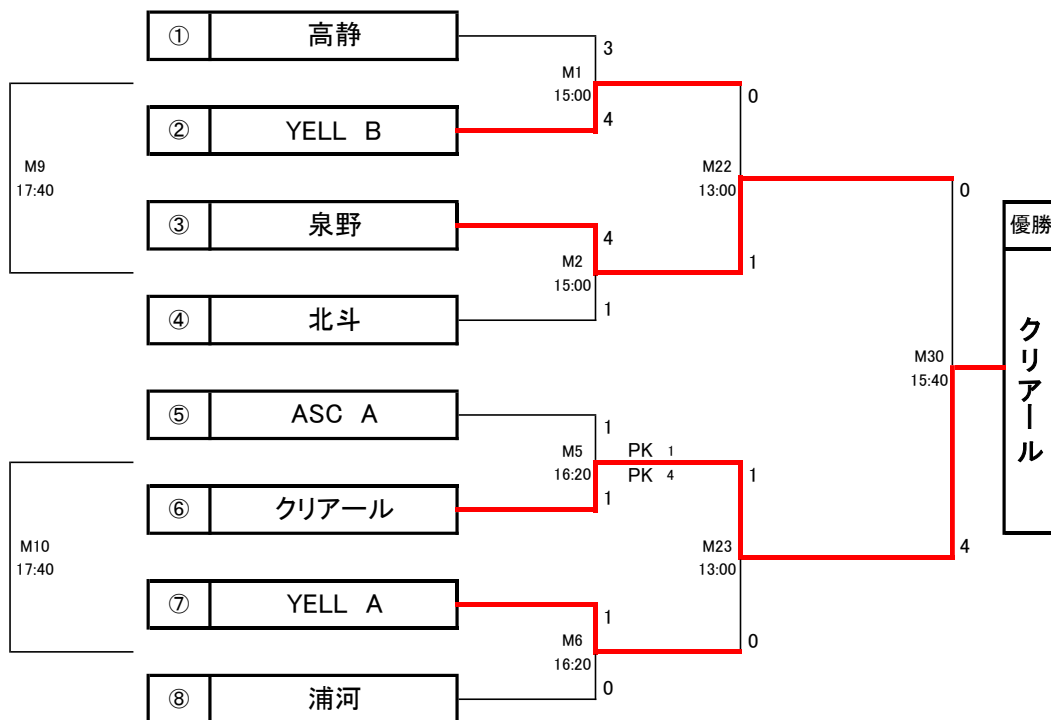 ① 高静
3
M1
15:00
0
② YELL B
4
M9
17:40
M22
13:00
0
③ 泉野
4
優勝
M2
15:00
1
④ 北斗
1
クリアール
M30
15:40
⑤ ASC A
1
M5
16:20
PK 1
PK 4
1
⑥ クリアール
1
M10
17:40
M23
13:00
4
⑦ YELL A
1
M6
16:20
0
⑧ 浦河
0